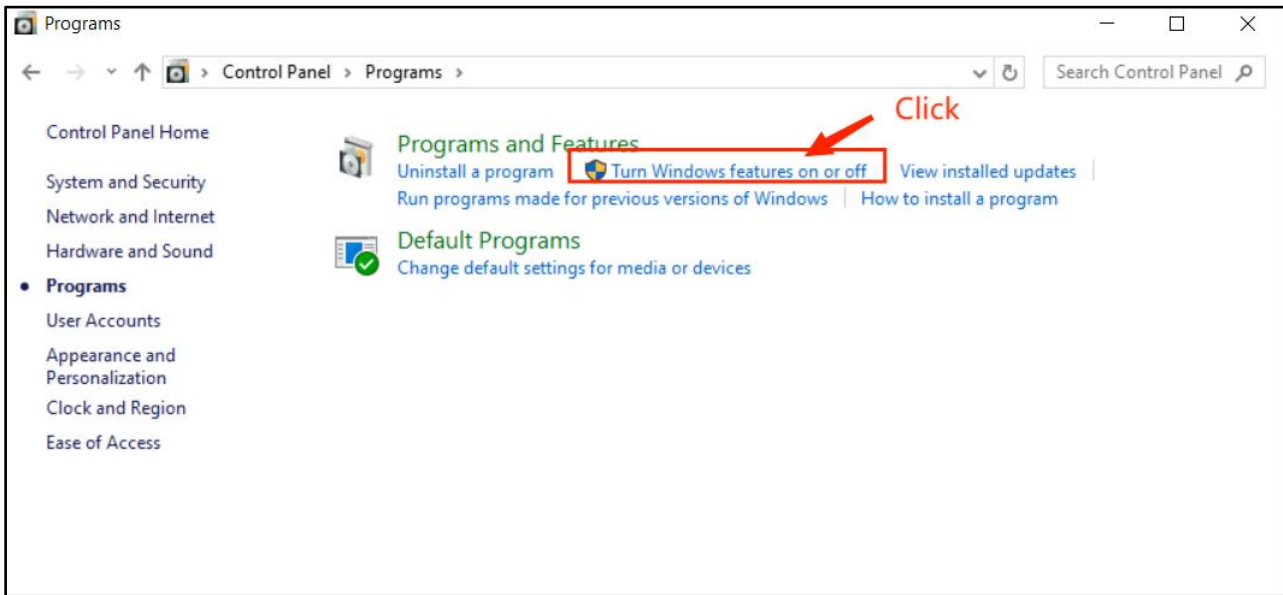 Programs
Control Panel > Programs >
Search Control Panel
Click
Control Panel Home
System and Security
Network and Internet
Hardware and Sound
Programs
User Accounts
Appearance and
Personalization
Clock and Region
Ease of Access
Programs and Features
Uninstall a program Turn Windows features on or off View installed updates
Run programs made for previous versions of Windows How to install a program
Default Programs
Change default settings for media or devices